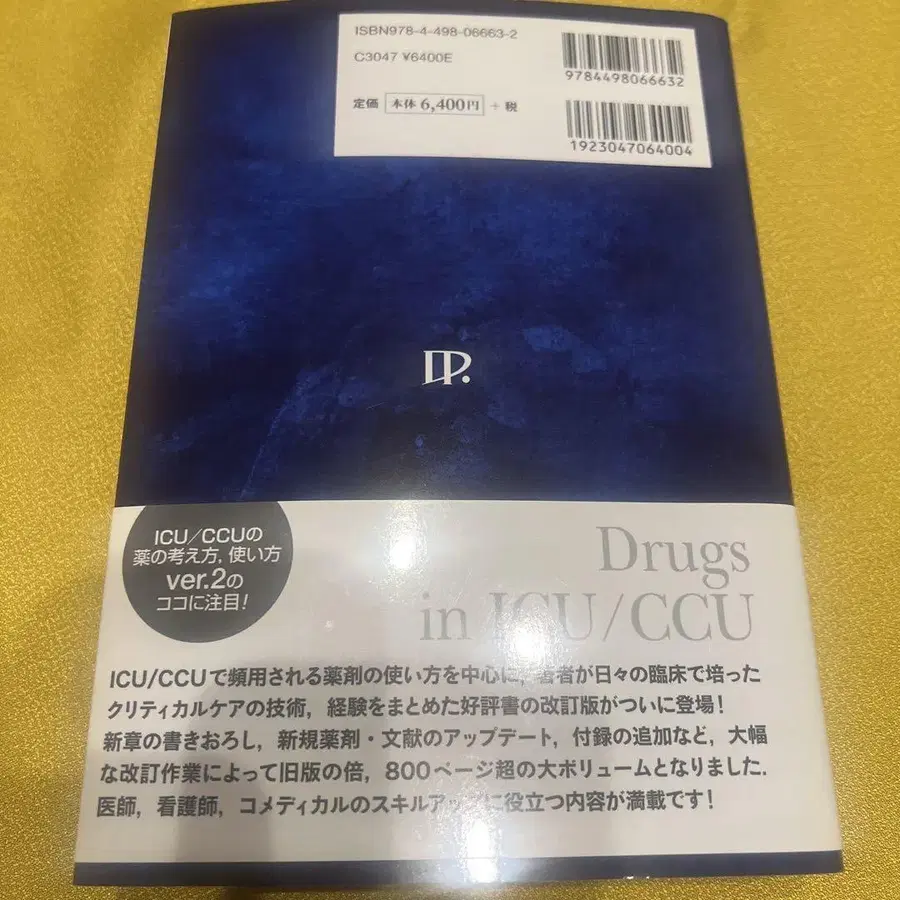 ISBN978-4-498-06663-2
C3047 ¥6400E
9784498066632
定価 本体 6,400円 + 税
1923047064004
ICU/CCUの
薬の考え方, 使い方
ver.2の
ココに注目!
Drugs
in ICU/CCU
ICU/CCUで頻用される薬剤の使い方を中心に, 著者が日々の臨床で培った
クリティカルケアの技術, 経験をまとめた好評書の改訂版がついに登場!
新章の書きおろし, 新規薬剤・文献のアップデート, 付録の追加など, 大幅
な改訂作業によって旧版の倍, 800ページ超の大ボリュームとなりました.
医師, 看護師, コメディカルのスキルアップに役立つ内容が満載です!